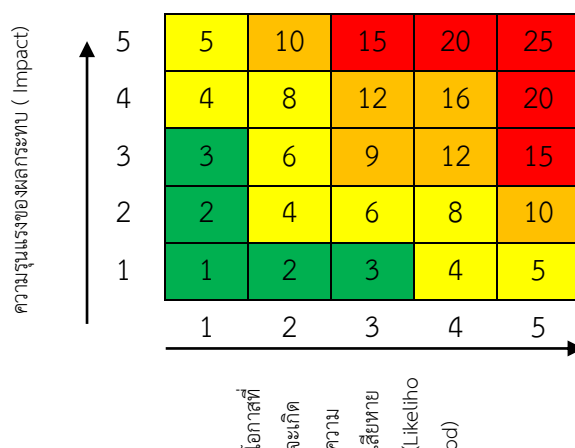 ความรุนแรงของผลกระทบ ( Impact)
5 5 10 15 20 25
4 4 8 12 16 20
3 3 6 9 12 15
2 2 4 6 8 10
1 1 2 3 4 5
1 2 3 4 5
โอกาสที่
จะเกิด
ความ
เสียหาย
(Likeliho
od)